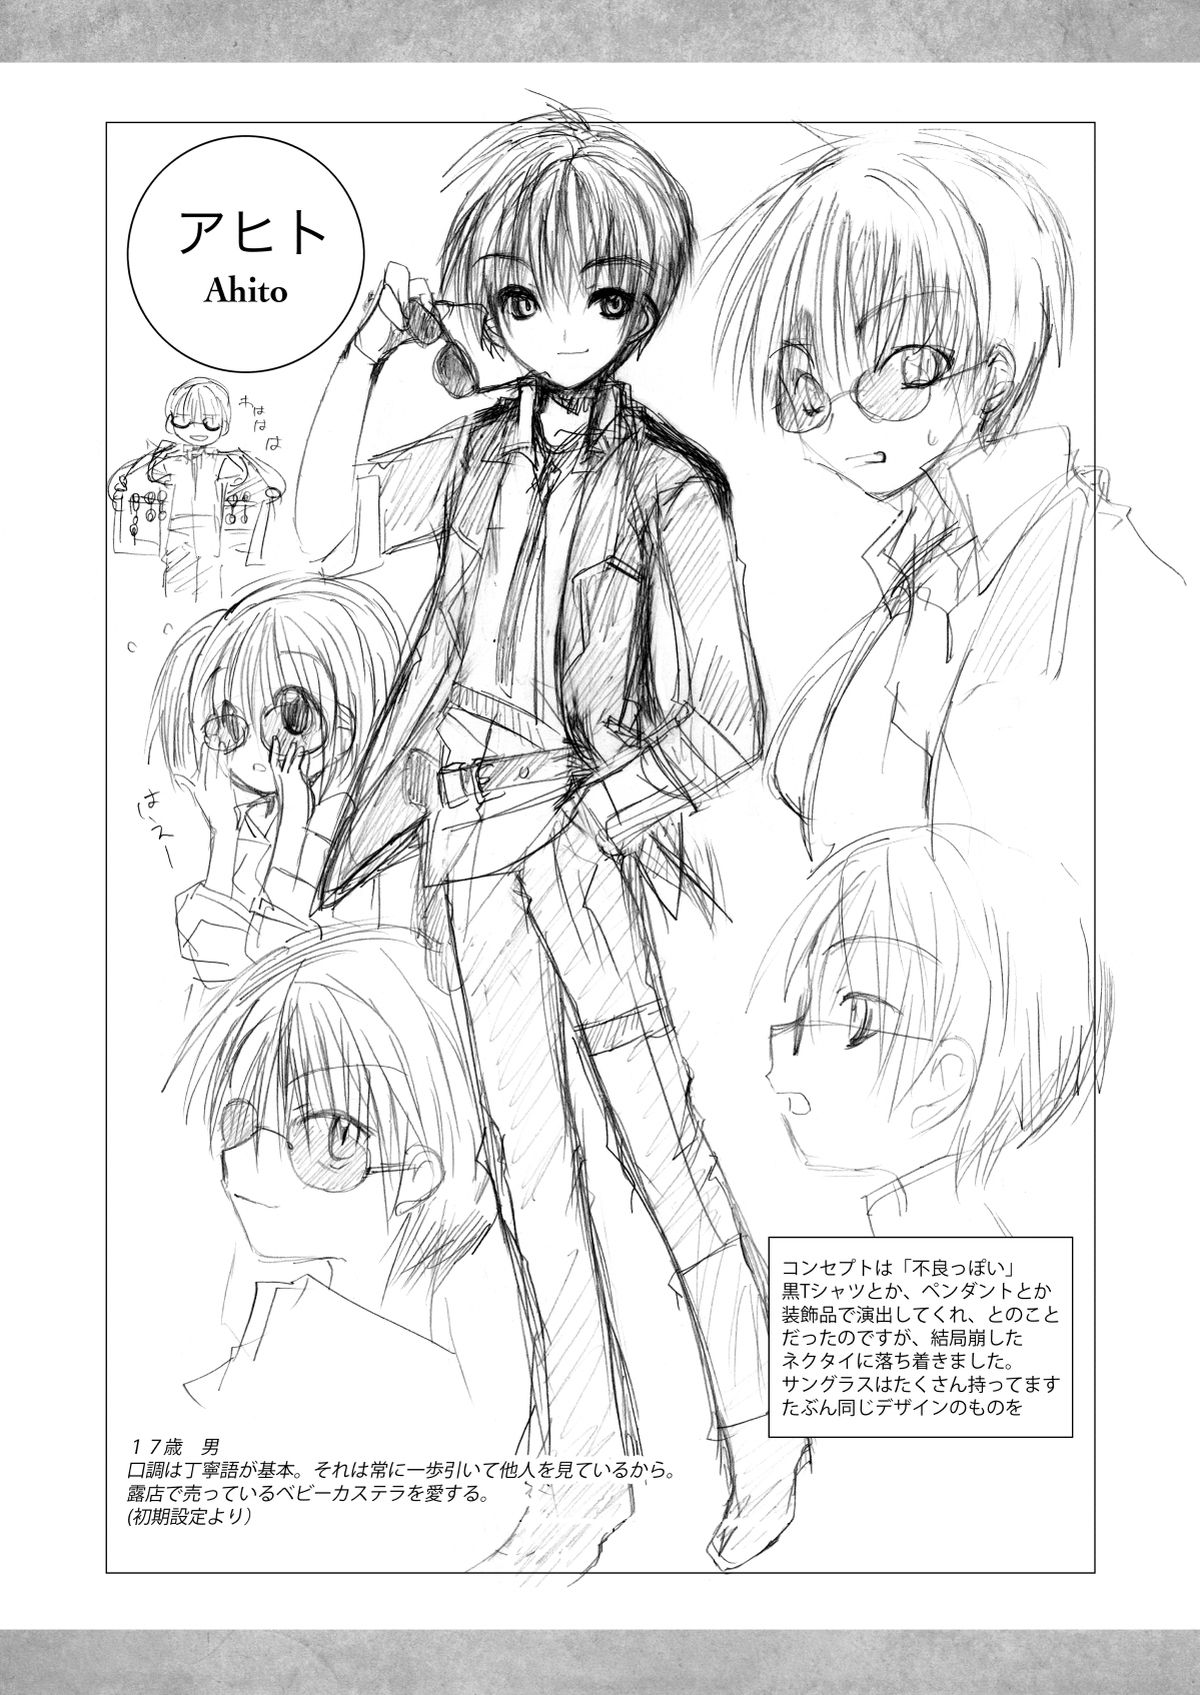 アヒト
Ahito
わははは
はふえー
コンセプトは「不良っぽい」
黒Tシャツとか、ペンダントとか
装飾品で演出してくれ、とのこと
だったのですが、結局崩した
ネクタイに落ち着きました。
サングラスはたくさん持ってます
たぶん同じデザインのものを
１７歳　男
口調は丁寧語が基本。それは常に一歩引いて他人を見ているから。
露店で売っているベビーカステラを愛する。
(初期設定より）